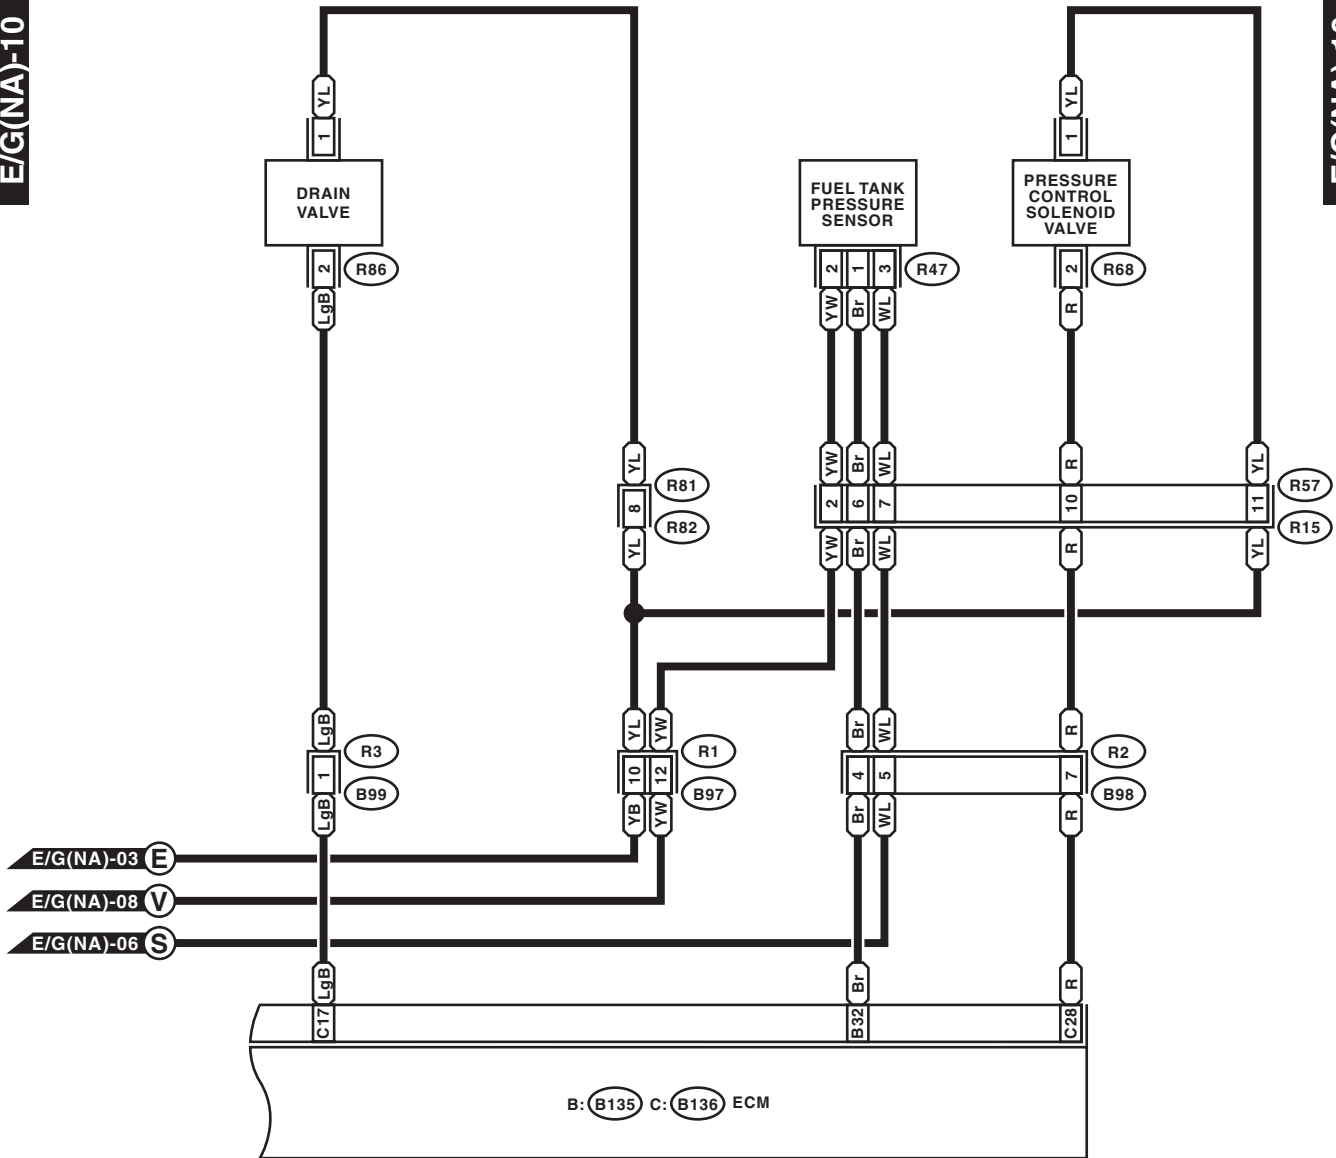 E/G(NA)-10
YL
YL
1
1
DRAIN
VALVE
FUEL TANK
PRESSURE
SENSOR
PRESSURE
CONTROL
SOLENOID
VALVE
2
R86
2
1
3
R47
2
R68
LgB
YW
Br
WL
R
YL
YW
Br
WL
R
YL
R81
R57
8
2
6
7
10
11
R82
R15
YL
YW
Br
WL
R
YL
LgB
YL
YW
Br
WL
R
R3
R1
R2
1
10
12
4
5
7
B99
B97
B98
LgB
YB
YW
Br
WL
R
E/G(NA)-03 E
E/G(NA)-08 V
E/G(NA)-06 S
LgB
Br
R
C17
B32
C28
B: B135 C: B136 ECM